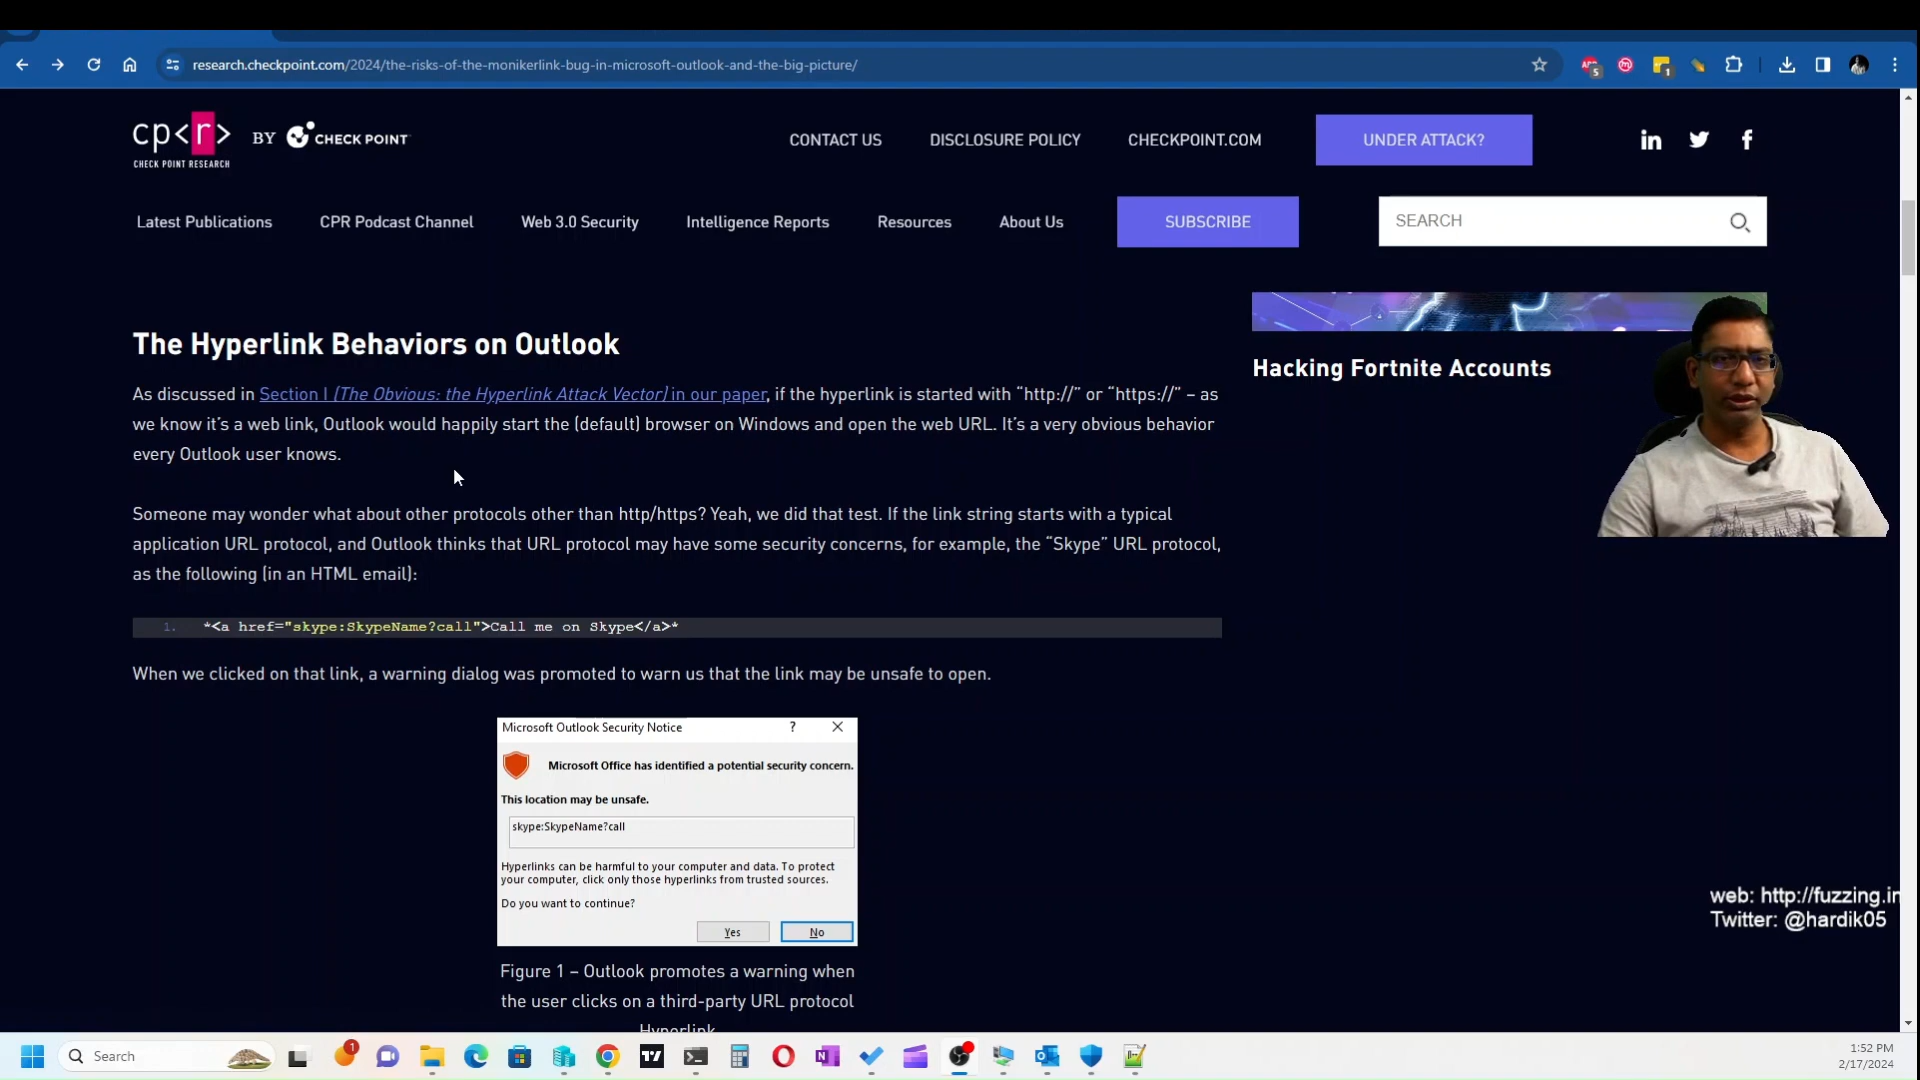 research.checkpoint.com/2024/the-risks-of-the-monikerlink-bug-in-microsoft-outlook-and-the-big-picture/
5
1
cp<r> BY CHECK POINT
CHECK POINT RESEARCH
CONTACT US DISCLOSURE POLICY CHECKPOINT.COM UNDER ATTACK?
Latest Publications CPR Podcast Channel Web 3.0 Security Intelligence Reports Resources About Us SUBSCRIBE SEARCH
The Hyperlink Behaviors on Outlook
As discussed in Section I [The Obvious: the Hyperlink Attack Vector] in our paper, if the hyperlink is started with “http://” or “https://” – as
we know it’s a web link, Outlook would happily start the (default) browser on Windows and open the web URL. It’s a very obvious behavior
every Outlook user knows.
Someone may wonder what about other protocols other than http/https? Yeah, we did that test. If the link string starts with a typical
application URL protocol, and Outlook thinks that URL protocol may have some security concerns, for example, the “Skype” URL protocol,
as the following (in an HTML email):
1. *<a href="skype:SkypeName?call">Call me on Skype</a>*
When we clicked on that link, a warning dialog was promoted to warn us that the link may be unsafe to open.
Microsoft Outlook Security Notice ?
Microsoft Office has identified a potential security concern.
This location may be unsafe.
skype:SkypeName?call
Hyperlinks can be harmful to your computer and data. To protect
your computer, click only those hyperlinks from trusted sources.
Do you want to continue?
Yes No
Figure 1 – Outlook promotes a warning when
the user clicks on a third-party URL protocol
Hyperlink
Hacking Fortnite Accounts
web: http://fuzzing.in
Twitter: @hardik05
Search
1
1:52 PM
2/17/2024